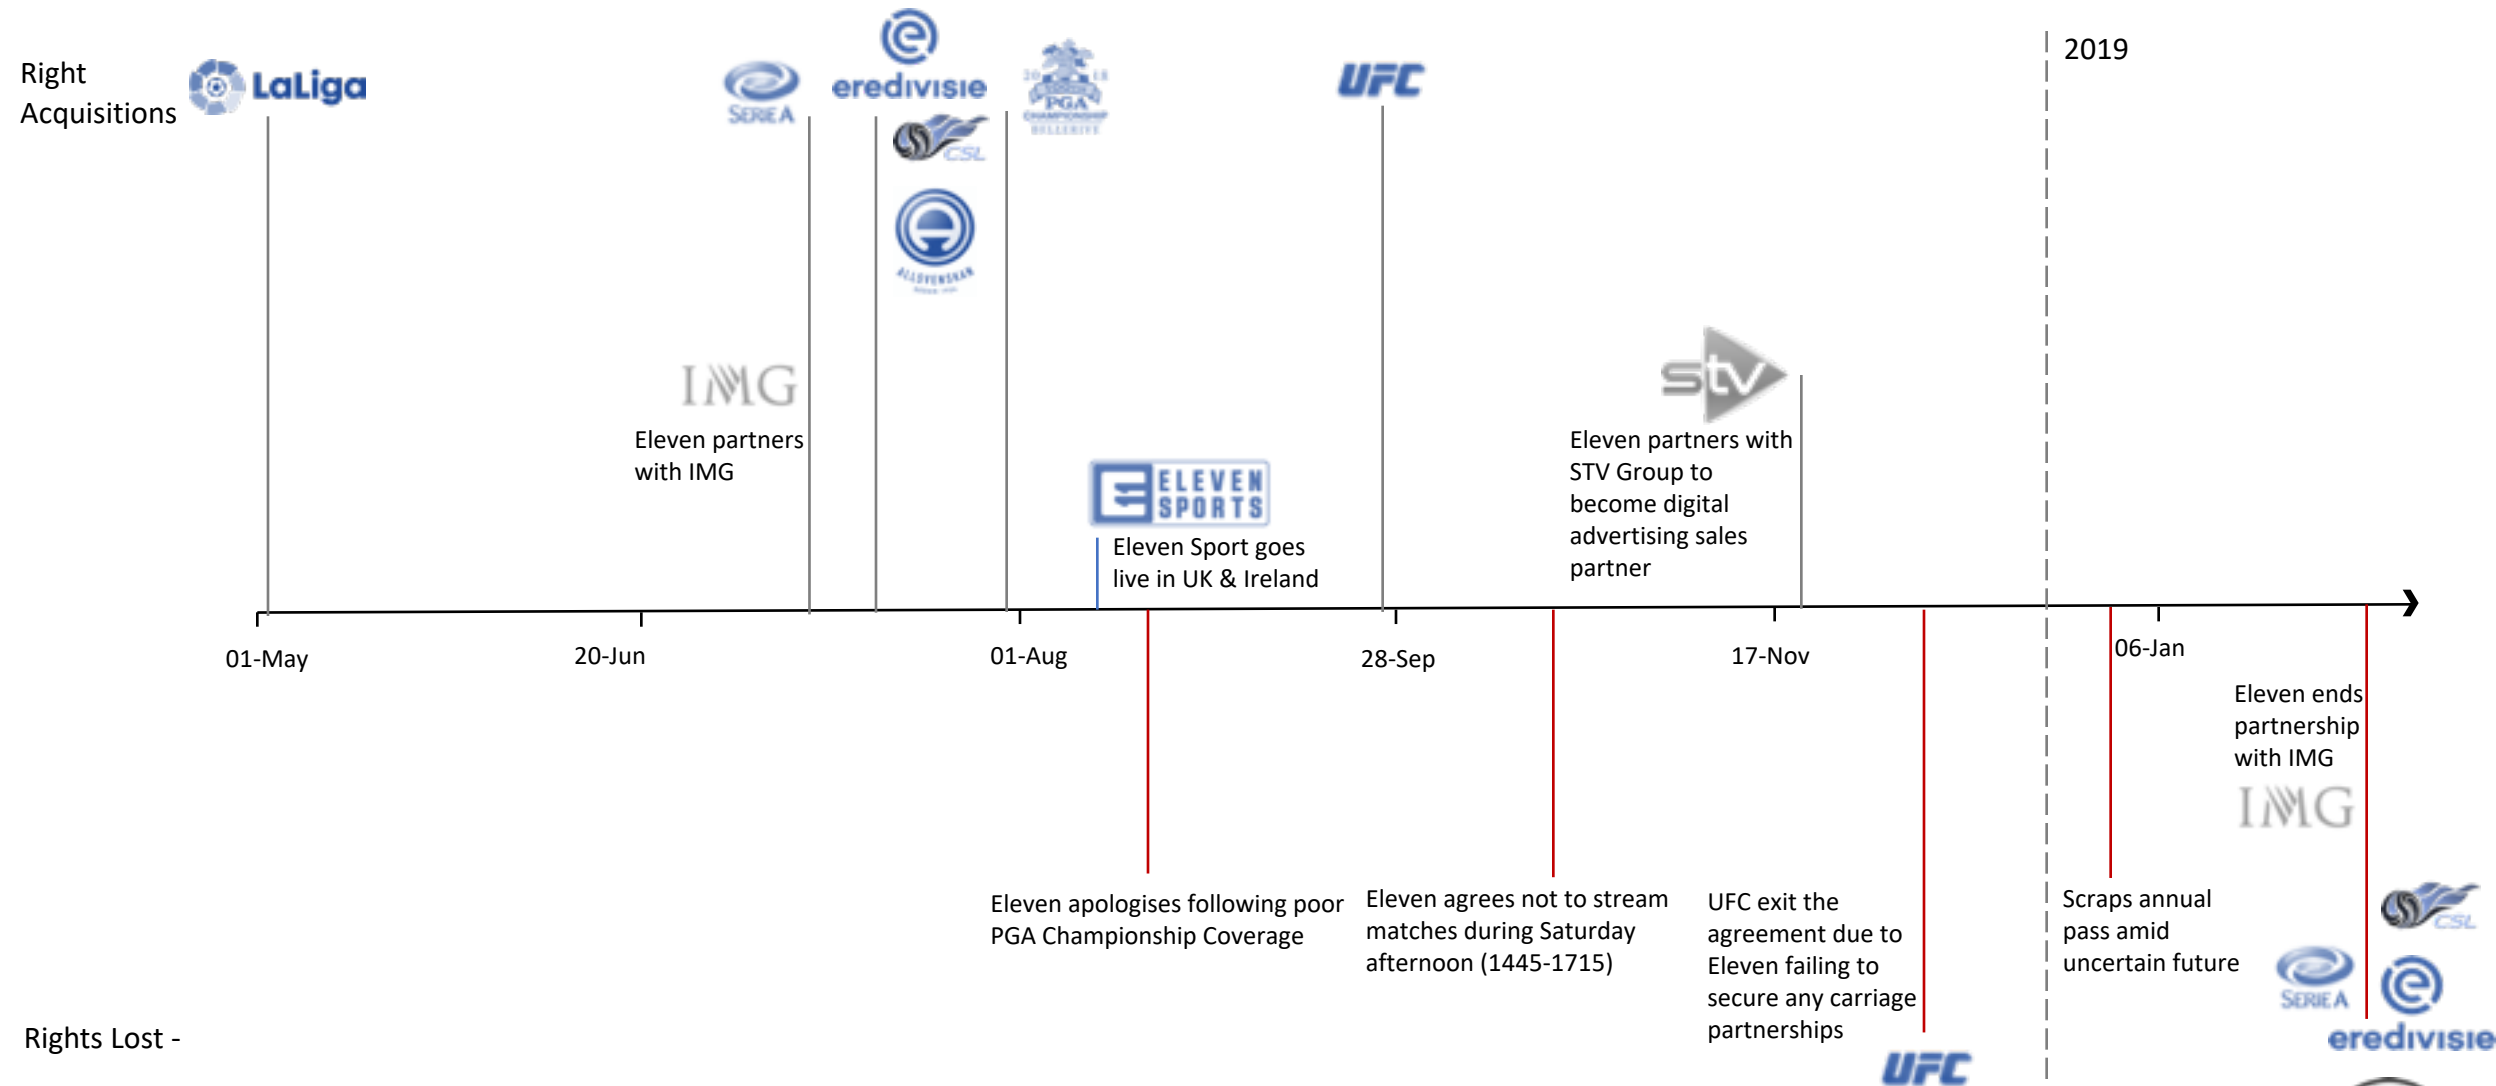 Right
Acquisitions
LaLiga
SERIE A
eredivisie
CSL
ALLSVENSKAN
20 18
PGA
CHAMPIONSHIP
BELLERIVE
UFC
2019
IMG
Eleven partners
with IMG
ELEVEN
SPORTS
Eleven Sport goes
live in UK & Ireland
stv
Eleven partners with
STV Group to
become digital
advertising sales
partner
01-May
20-Jun
01-Aug
28-Sep
17-Nov
06-Jan
Eleven apologises following poor
PGA Championship Coverage
Eleven agrees not to stream
matches during Saturday
afternoon (1445-1715)
UFC exit the
agreement due to
Eleven failing to
secure any carriage
partnerships
UFC
Scraps annual
pass amid
uncertain future
Eleven ends
partnership
with IMG
IMG
CSL
SERIE A
eredivisie
Rights Lost -